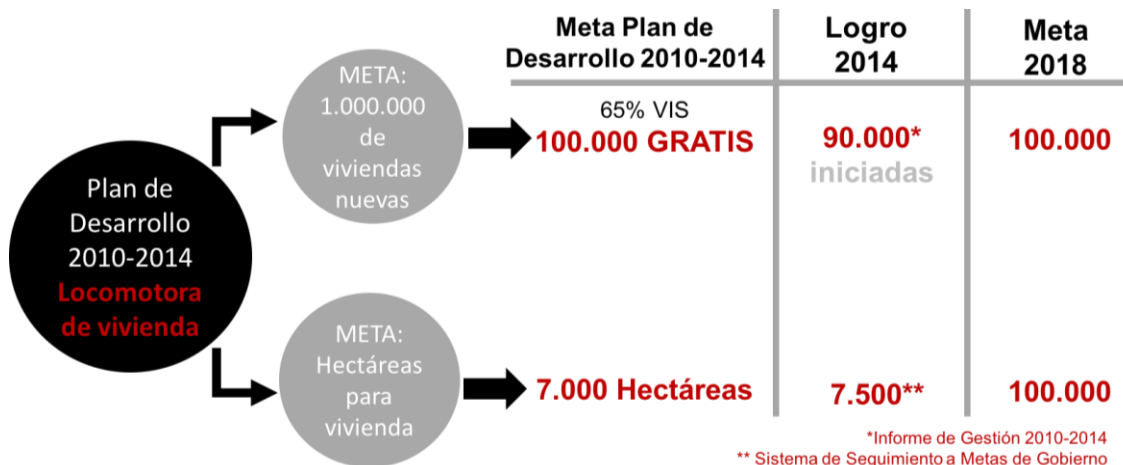 Meta Plan de
Desarrollo 2010-2014
Logro
2014
Meta
2018
Plan de
Desarrollo
2010-2014
Locomotora
de vivienda
META:
1.000.000
de
viviendas
nuevas
65% VIS
100.000 GRATIS
90.000*
iniciadas
100.000
META:
Hectáreas
para
vivienda
7.000 Hectáreas
7.500**
100.000
*Informe de Gestión 2010-2014
** Sistema de Seguimiento a Metas de Gobierno